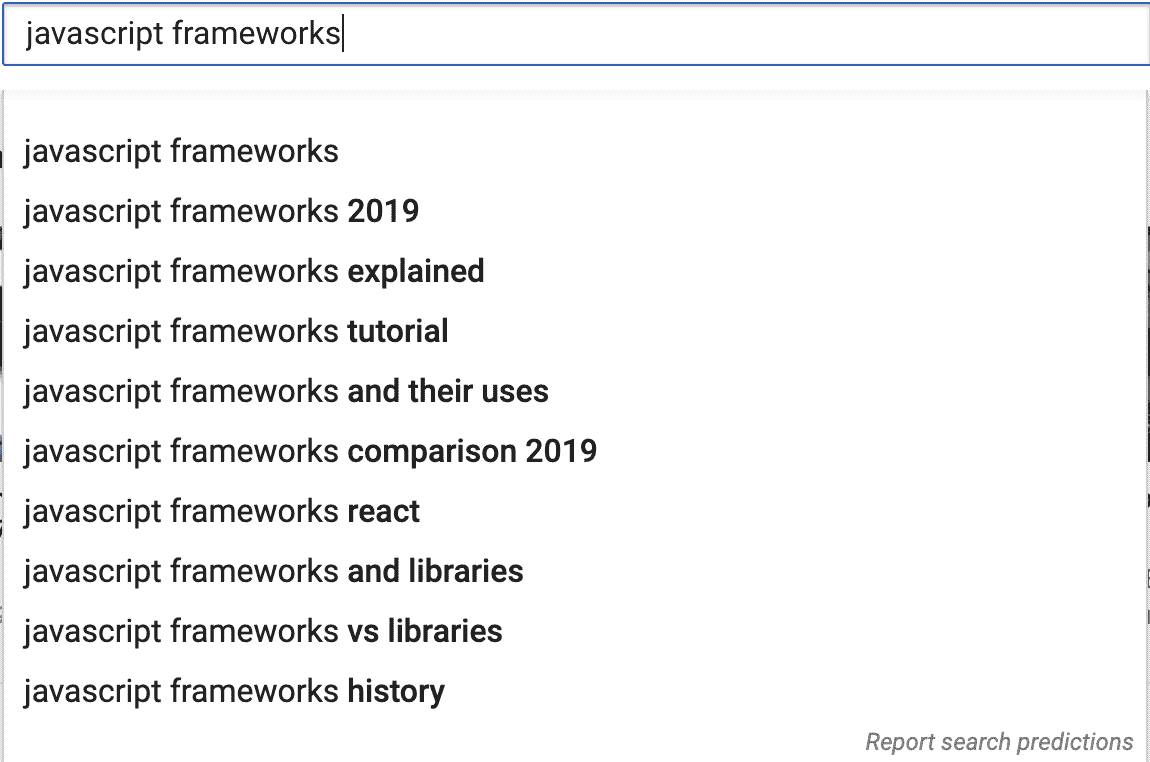 javascript frameworks
javascript frameworks
javascript frameworks 2019
javascript frameworks explained
javascript frameworks tutorial
javascript frameworks and their uses
javascript frameworks comparison 2019
javascript frameworks react
javascript frameworks and libraries
javascript frameworks vs libraries
javascript frameworks history
Report search predictions